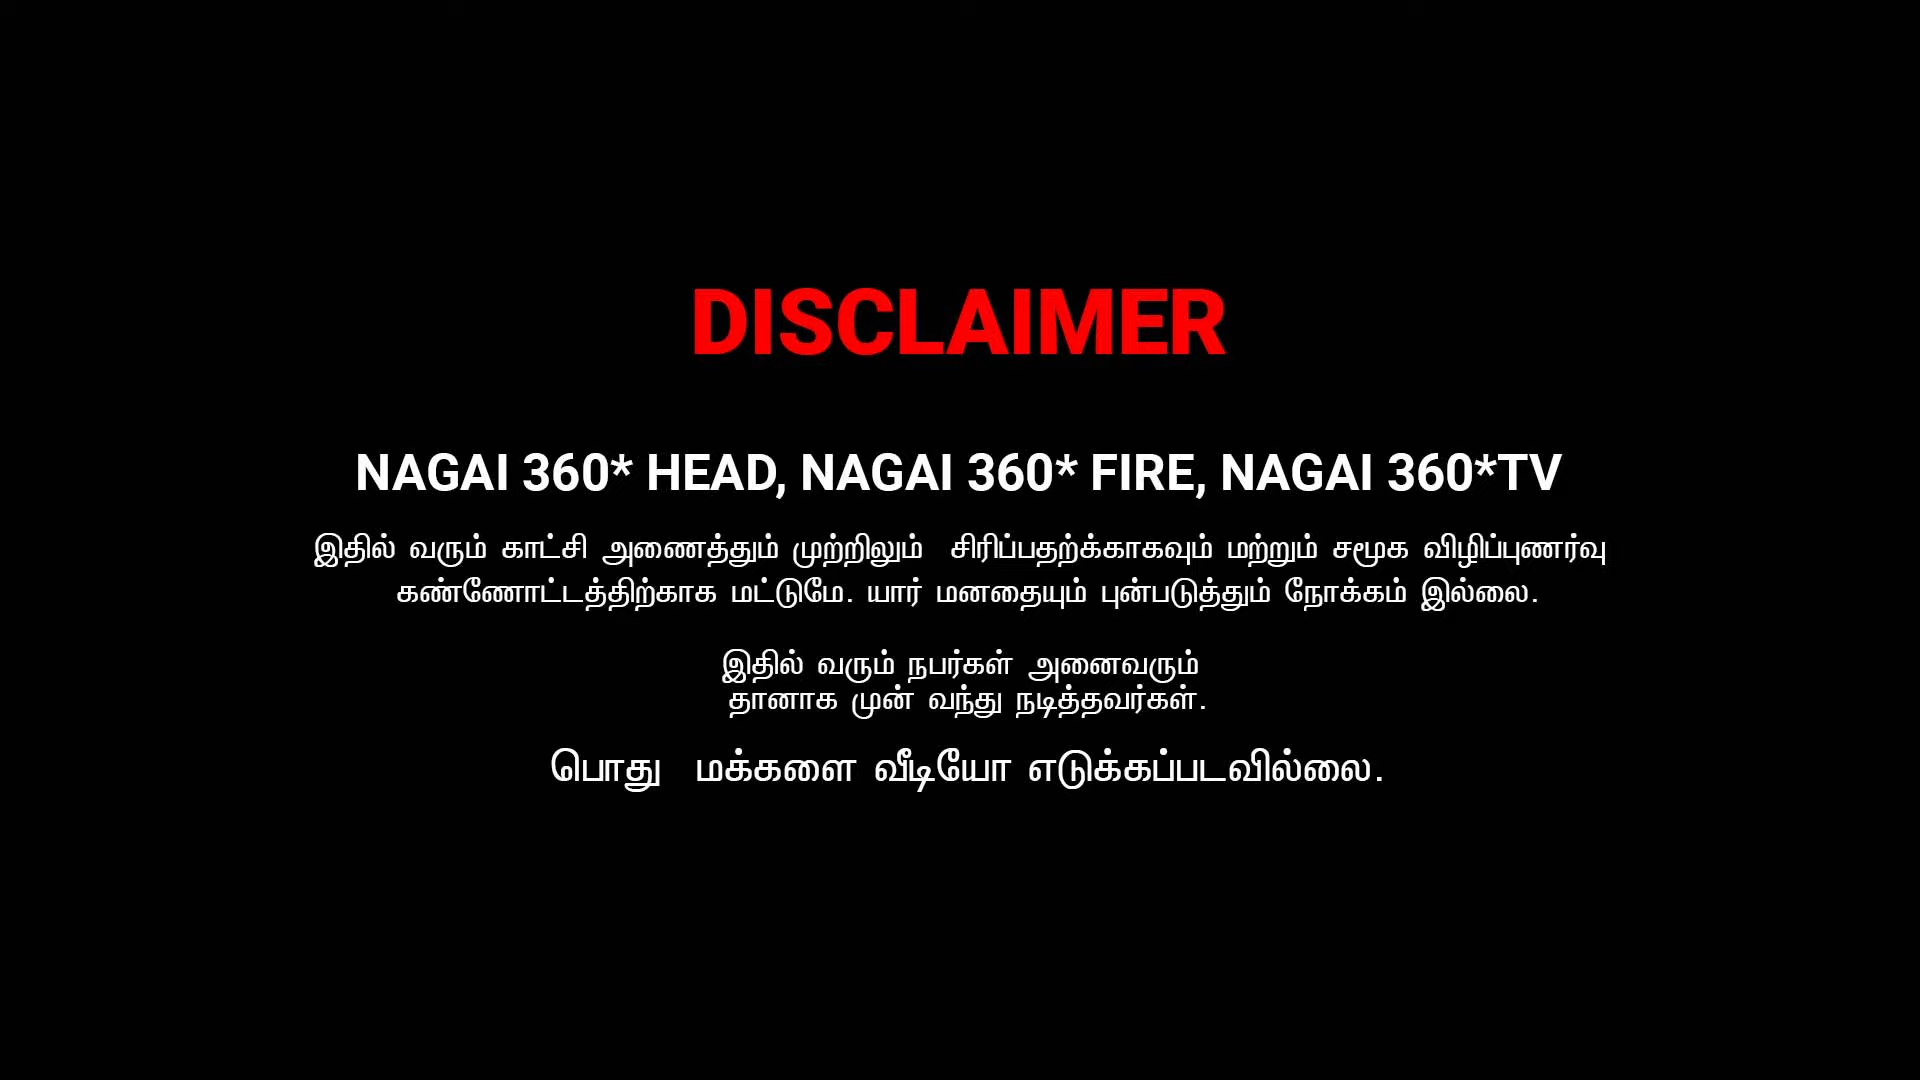 DISCLAIMER
NAGAI 360* HEAD, NAGAI 360* FIRE, NAGAI 360*TV
இதில் வரும் காட்சி அணைத்தும் முற்றிலும் சிரிப்பதற்க்காகவும் மற்றும் சமூக விழிப்புணர்வு
கண்ணோட்டத்திற்காக மட்டுமே. யார் மனதையும் புன்படுத்தும் நோக்கம் இல்லை.
இதில் வரும் நபர்கள் அனைவரும்
தானாக முன் வந்து நடித்தவர்கள்.
பொது மக்களை வீடியோ எடுக்கப்படவில்லை.